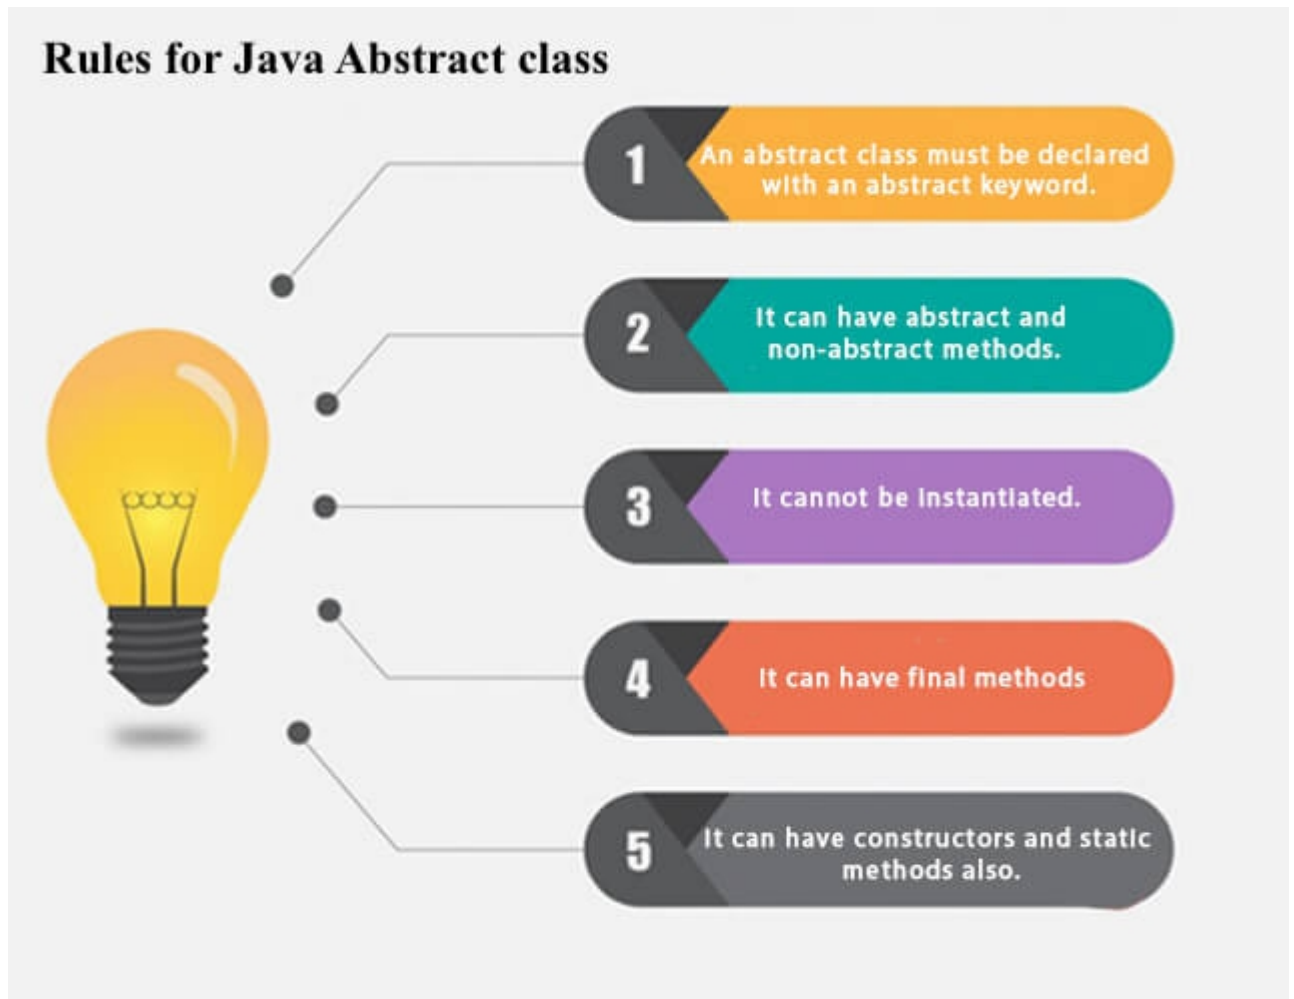 Rules for Java Abstract class
1
An abstract class must be declared
with an abstract keyword.
2
It can have abstract and
non-abstract methods.
3
It cannot be instantiated.
4
It can have final methods
5
It can have constructors and static
methods also.